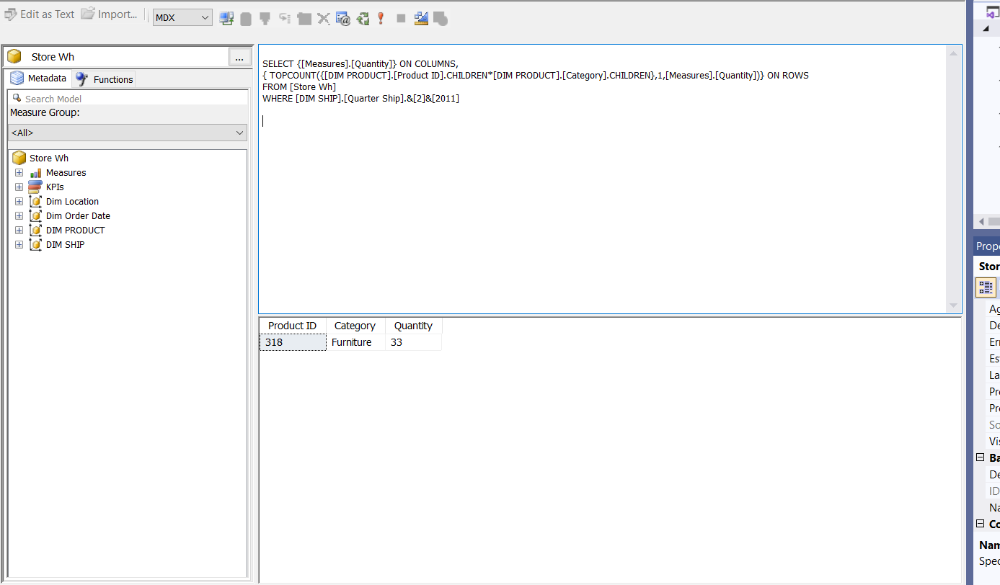 Edit as Text
Import...
MDX
Store Wh
...
Metadata
Functions
Search Model
Measure Group:
<All>
Store Wh
Measures
KPIs
Dim Location
Dim Order Date
DIM PRODUCT
DIM SHIP
SELECT {[Measures].[Quantity]} ON COLUMNS,
{ TOPCOUNT({[DIM PRODUCT].[Product ID].CHILDREN*[DIM PRODUCT].[Category].CHILDREN},1,[Measures].[Quantity])} ON ROWS
FROM [Store Wh]
WHERE [DIM SHIP].[Quarter Ship].&[2]&[2011]
Product ID Category Quantity
318 Furniture 33
Prope
Stor
Ag
De
Err
Es
La
Pro
Pro
So
Vis
Ba
De
ID
Na
Co
Nam
Spec